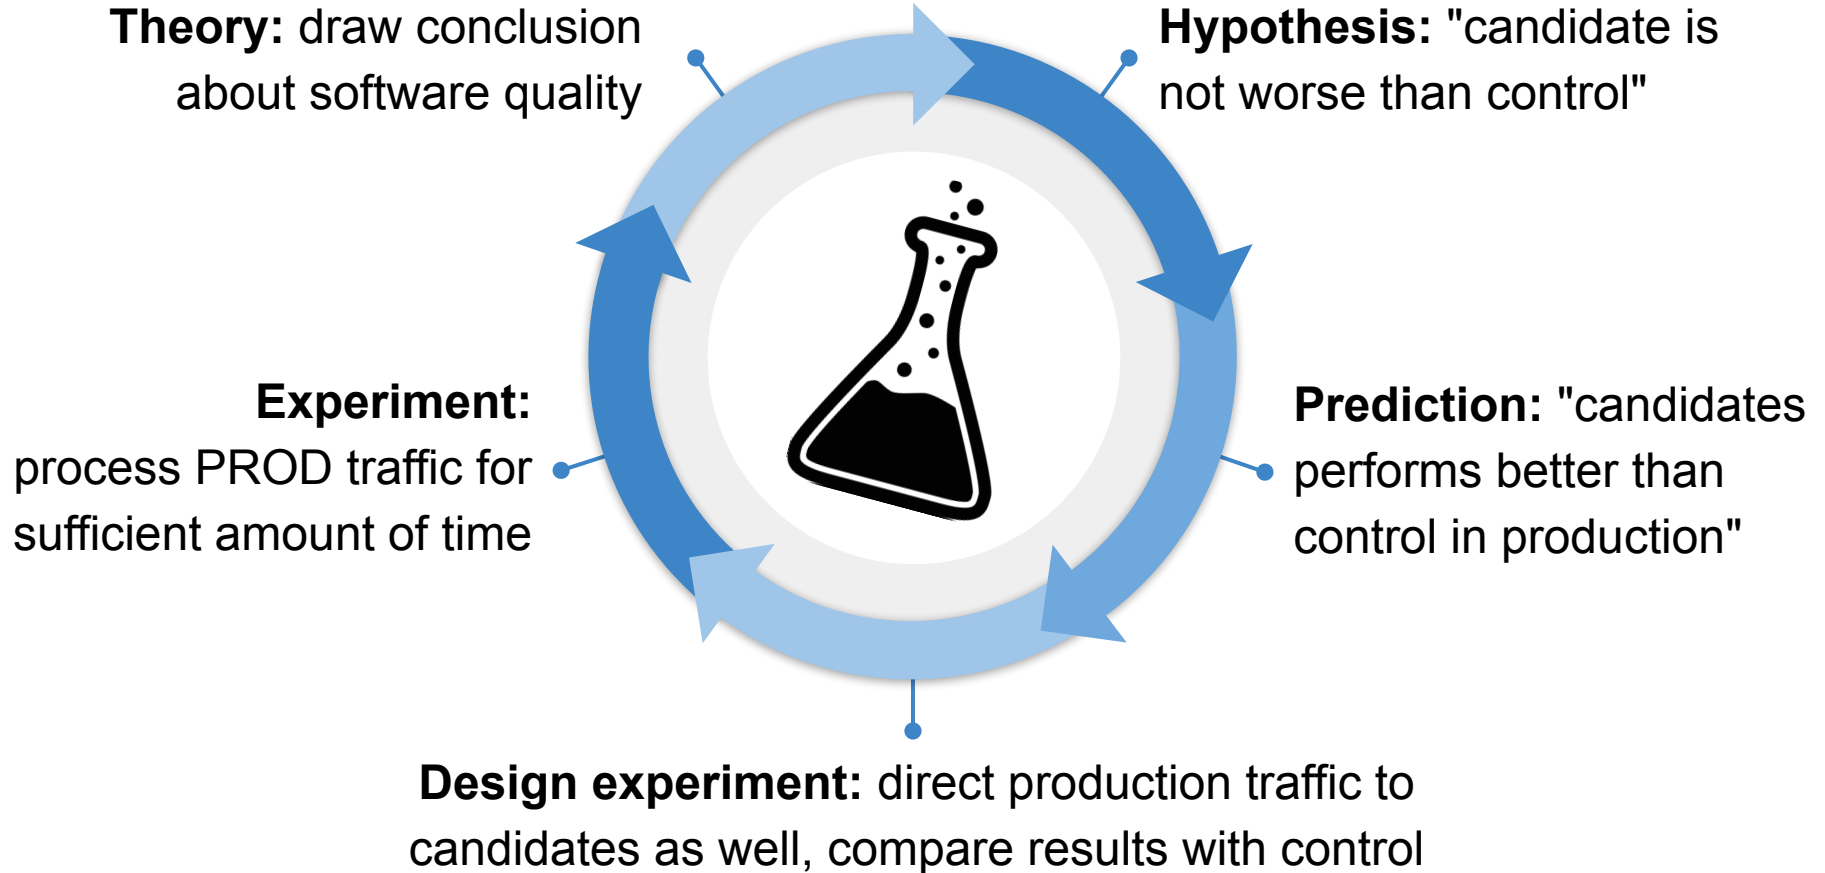 Theory: draw conclusion
about software quality
Hypothesis: "candidate is
not worse than control"
Prediction: "candidates
performs better than
control in production"
Design experiment: direct production traffic to
candidates as well, compare results with control
Experiment:
process PROD traffic for
sufficient amount of time